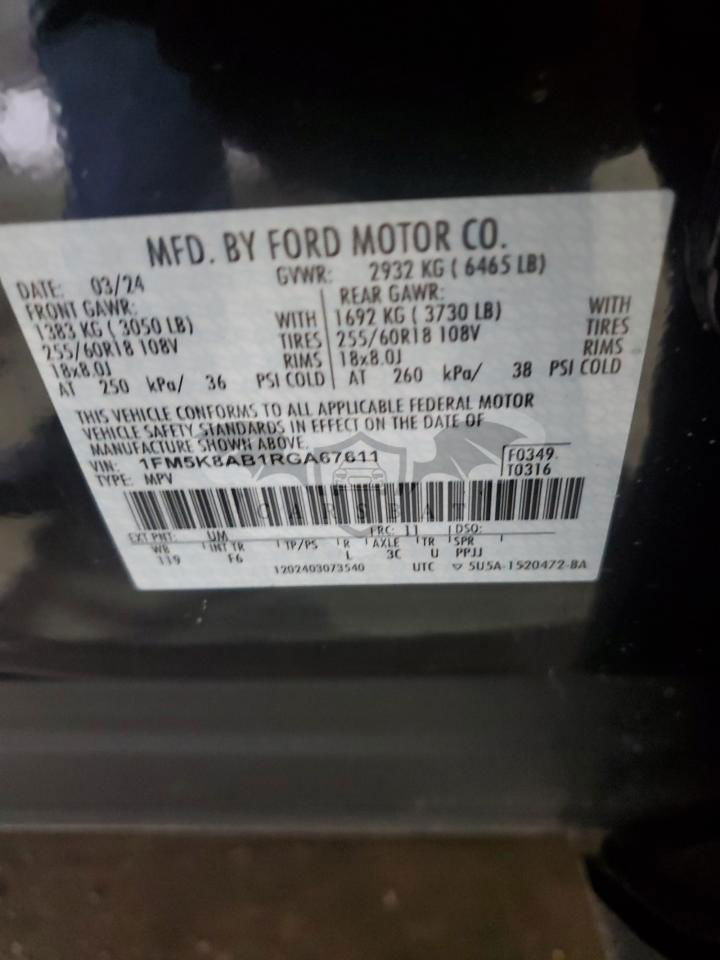 MFD. BY FORD MOTOR CO.
DATE: 03/24 GVWR: 2932 KG ( 6465 LB)
FRONT GAWR: REAR GAWR:
1383 KG ( 3050 LB) WITH 1692 KG ( 3730 LB) WITH
255/60R18 108V TIRES 255/60R18 108V TIRES
18x8.0J RIMS 18x8.0J RIMS
AT 250 kPa/ 36 PSI COLD AT 260 kPa/ 38 PSI COLD
THIS VEHICLE CONFORMS TO ALL APPLICABLE FEDERAL MOTOR
VEHICLE SAFETY STANDARDS IN EFFECT ON THE DATE OF
MANUFACTURE SHOWN ABOVE.
VIN: 1FM5K8AB1RGA67611 F0349
TYPE: MPV T0316
CARSBAT
EXT PNT: UM RC: 11 DSO:
WB INT TR TP/PS R AXLE TR SPR
119 F6 L 3C U PPJJ
1202403073540 UTC 5U5A-1520472-BA